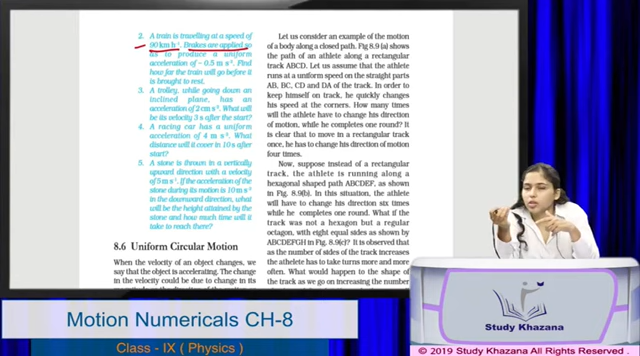 2. A train is travelling at a speed of
90 km h⁻¹. Brakes are applied so
as to produce a uniform
acceleration of – 0.5 m s⁻². Find
how far the train will go before it
is brought to rest.
3. A trolley, while going down an
inclined plane, has an
acceleration of 2 cm s⁻². What will
be its velocity 3 s after the start?
4. A racing car has a uniform
acceleration of 4 m s⁻². What
distance will it cover in 10 s after
start?
5. A stone is thrown in a vertically
upward direction with a velocity
of 5 m s⁻¹. If the acceleration of the
stone during its motion is 10 m s⁻²
in the downward direction, what
will be the height attained by the
stone and how much time will it
take to reach there?
8.6 Uniform Circular Motion
When the velocity of an object changes, we
say that the object is accelerating. The change
in the velocity could be due to change in its
Let us consider an example of the motion
of a body along a closed path. Fig 8.9 (a) shows
the path of an athlete along a rectangular
track ABCD. Let us assume that the athlete
runs at a uniform speed on the straight parts
AB, BC, CD and DA of the track. In order to
keep himself on track, he quickly changes
his speed at the corners. How many times
will the athlete have to change his direction
of motion, while he completes one round? It
is clear that to move in a rectangular track
once, he has to change his direction of motion
four times.
Now, suppose instead of a rectangular
track, the athlete is running along a
hexagonal shaped path ABCDEF, as shown
in Fig. 8.9(b). In this situation, the athlete
will have to change his direction six times
while he completes one round. What if the
track was not a hexagon but a regular
octagon, with eight equal sides as shown by
ABCDEFGH in Fig. 8.9(c)? It is observed that
as the number of sides of the track increases
the athelete has to take turns more and more
often. What would happen to the shape of
the track as we go on increasing the number
Study Khazana
Motion Numericals CH-8
Class - IX ( Physics )
© 2019 Study Khazana
All Rights Reserved